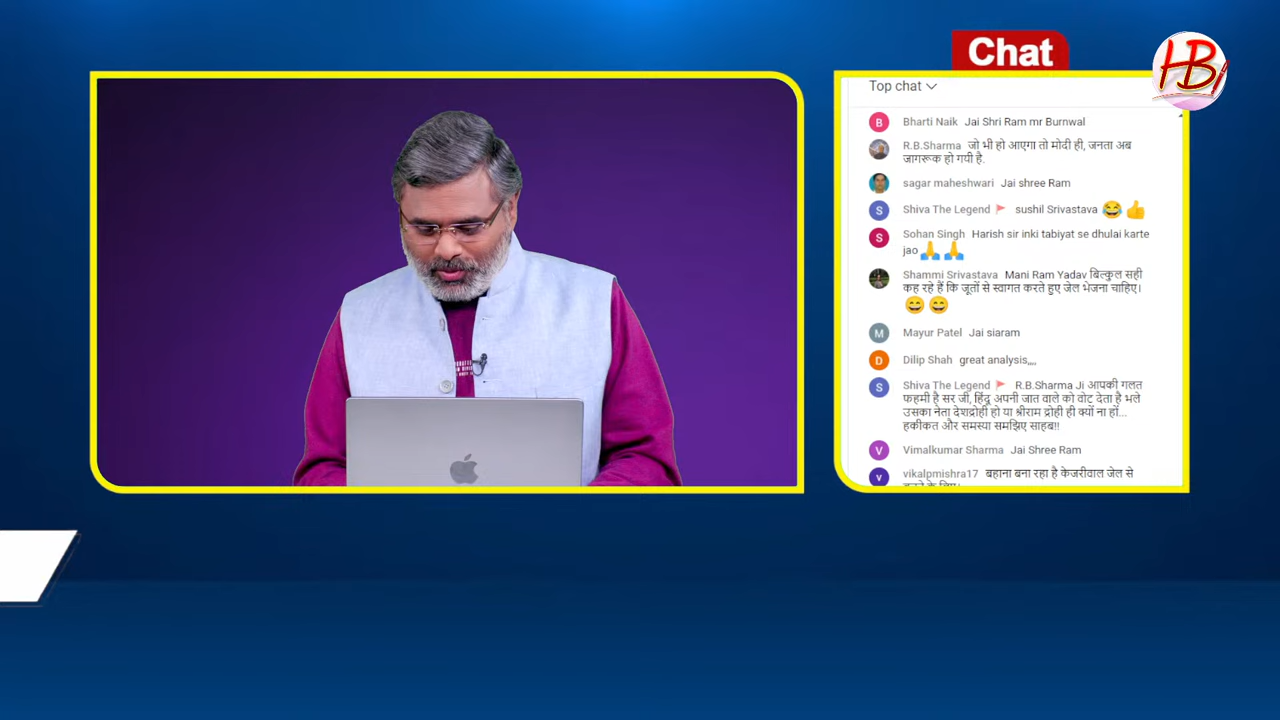 Chat
HBi
Top chat
B Bharti Naik Jai Shri Ram mr Burnwal
R.B.Sharma जो भी हो आएगा तो मोदी ही, जनता अब
जागरूक हो गयी है.
sagar maheshwari Jai shree Ram
S Shiva The Legend 🚩 sushil Srivastava 😂👍
S Sohan Singh Harish sir inki tabiyat se dhulai karte
jao 🙏🙏
Shammi Srivastava Mani Ram Yadav बिल्कुल सही
कह रहे हैं कि जूतों से स्वागत करते हुए जेल भेजना चाहिए।
😄😄
M Mayur Patel Jai siaram
D Dilip Shah great analysis,,,,
S Shiva The Legend 🚩 R.B.Sharma Ji आपकी गलत
फहमी है सर जी, हिंदू अपनी जात वाले को वोट देता है भले
उसका नेता देशद्रोही हो या श्रीराम द्रोही ही क्यों ना हों...
हकीकत और समस्या समझिए साहब!!
V Vimalkumar Sharma Jai Shree Ram
v vikalpmishra17 बहाना बना रहा है केजरीवाल जेल से